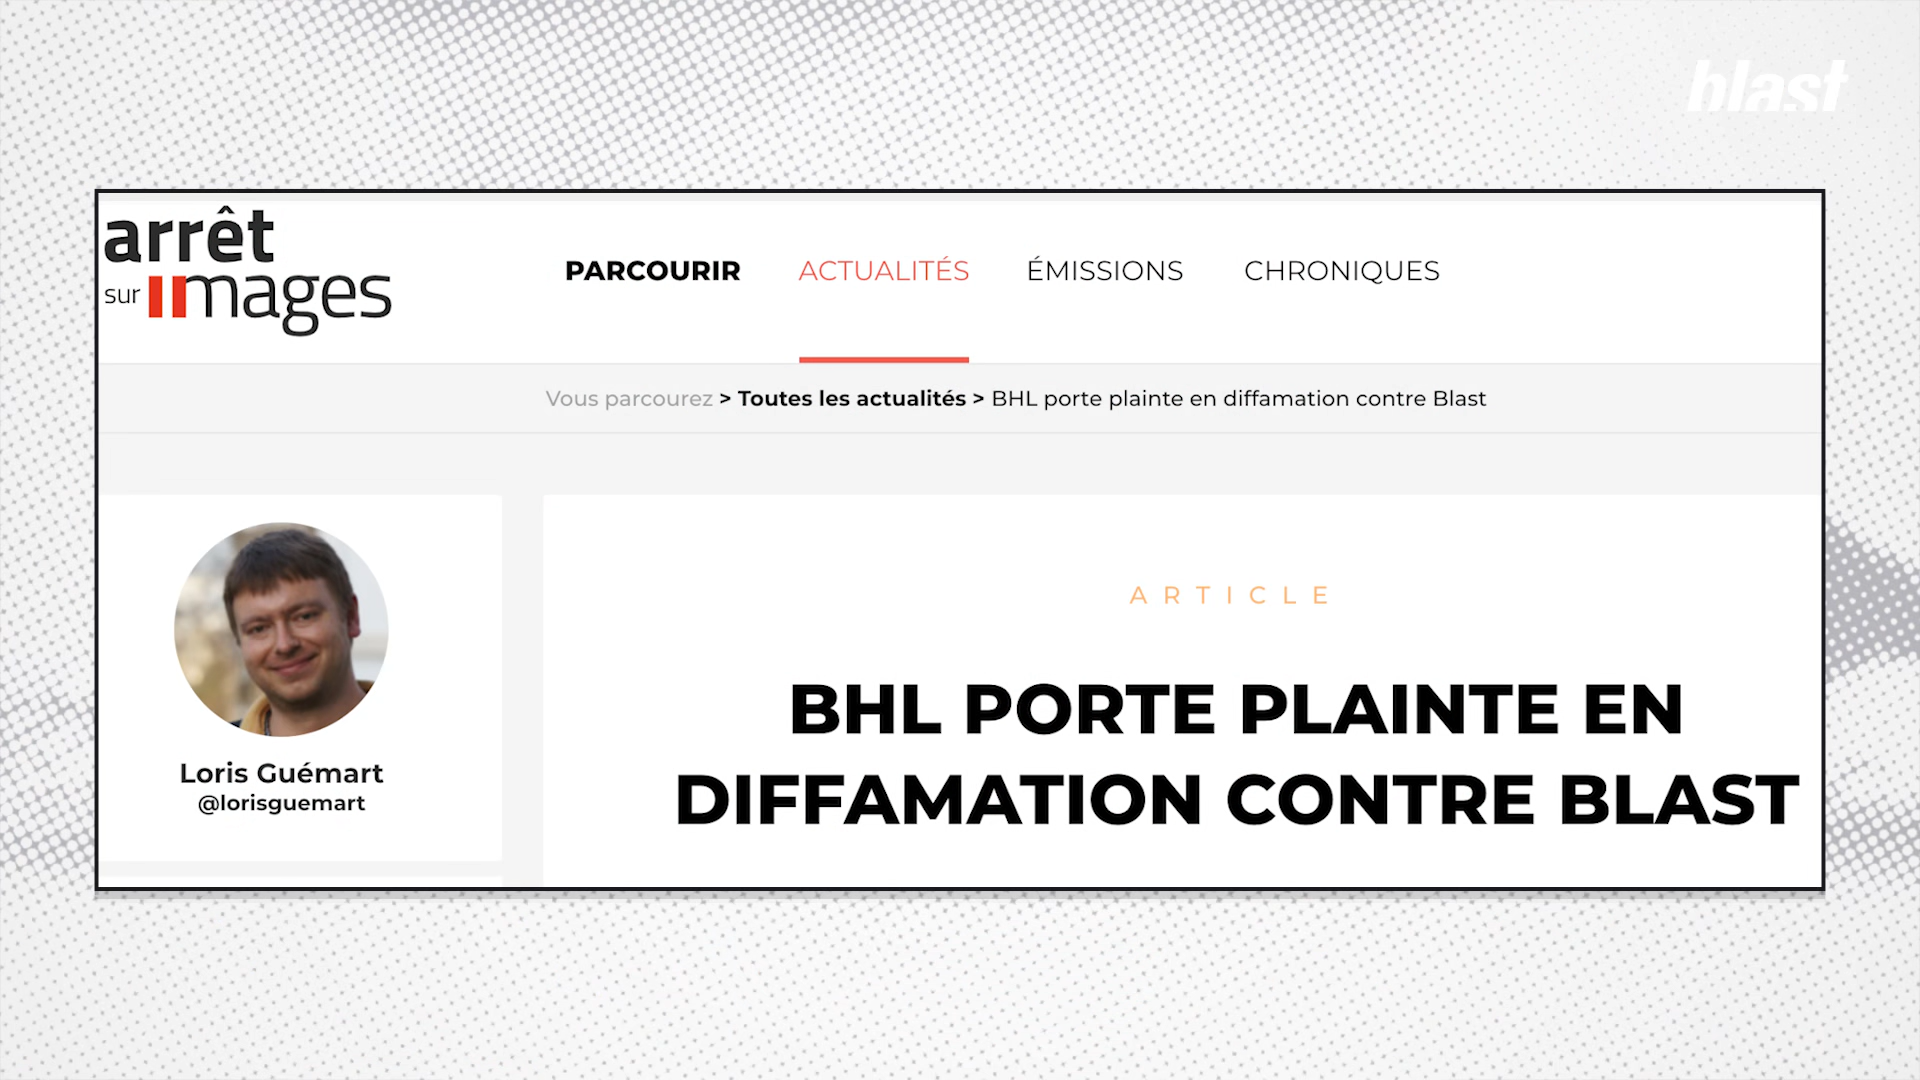 blast
arrêt
sur images
PARCOURIR ACTUALITÉS ÉMISSIONS CHRONIQUES
Vous parcourez > Toutes les actualités > BHL porte plainte en diffamation contre Blast
Loris Guémart
@lorisguemart
ARTICLE
BHL PORTE PLAINTE EN
DIFFAMATION CONTRE BLAST